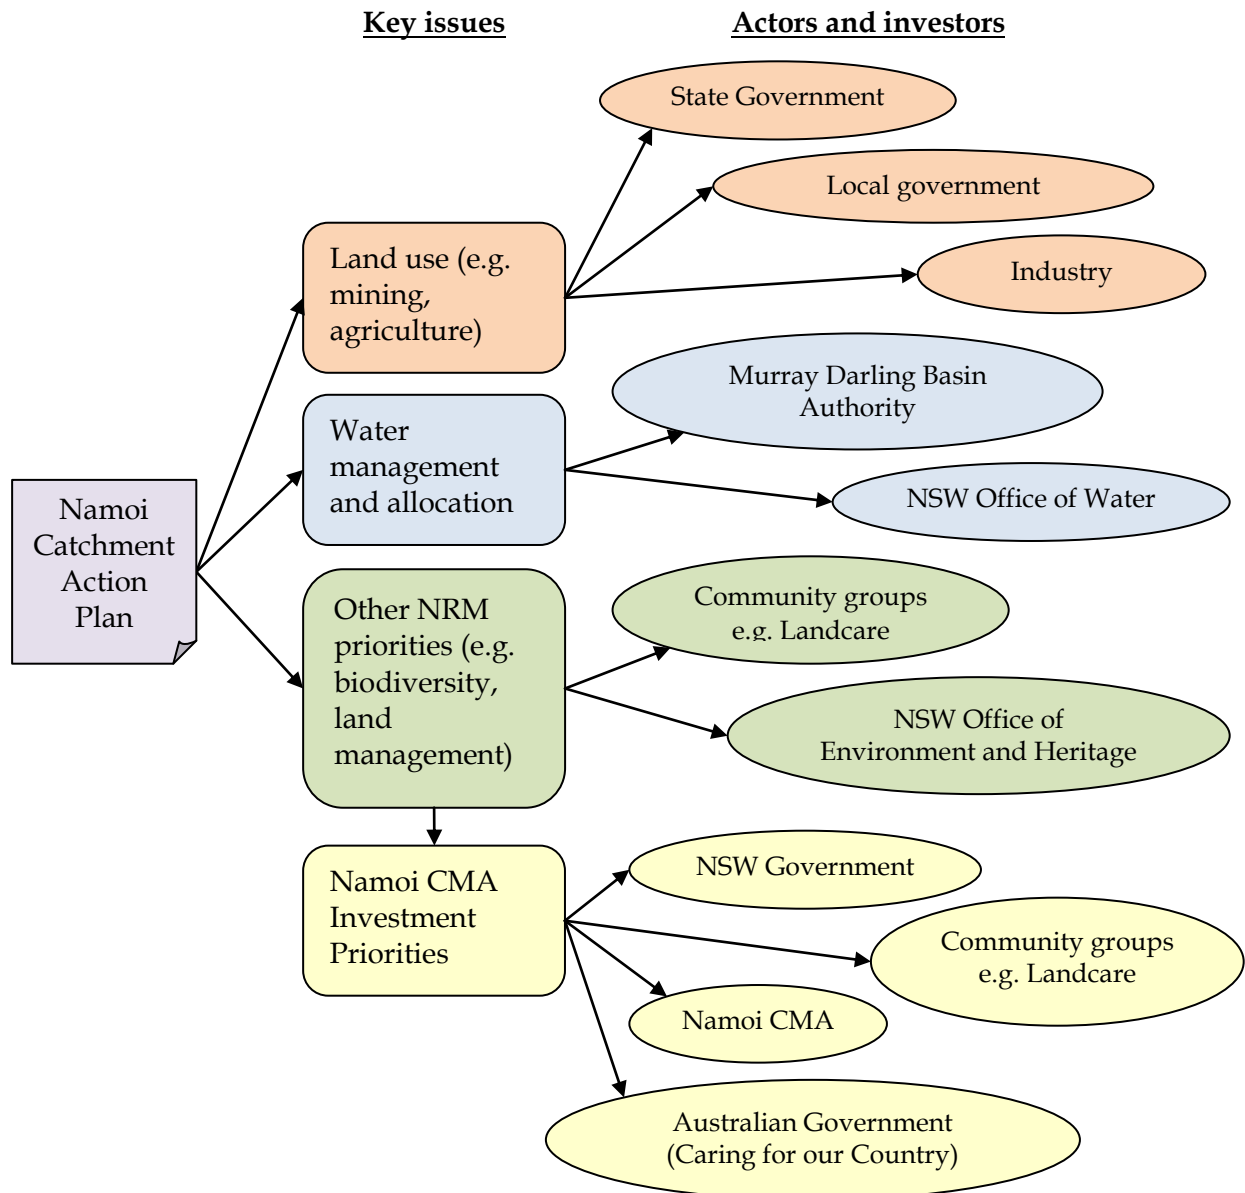 Key issues
Actors and investors
State Government
Local government
Industry
Land use (e.g.
mining,
agriculture)
Murray Darling Basin
Authority
NSW Office of Water
Water
management
and allocation
Namoi
Catchment
Action
Plan
Community groups
e.g. Landcare
NSW Office of
Environment and Heritage
Other NRM
priorities (e.g.
biodiversity,
land
management)
Namoi CMA
Investment
Priorities
NSW Government
Community groups
e.g. Landcare
Namoi CMA
Australian Government
(Caring for our Country)